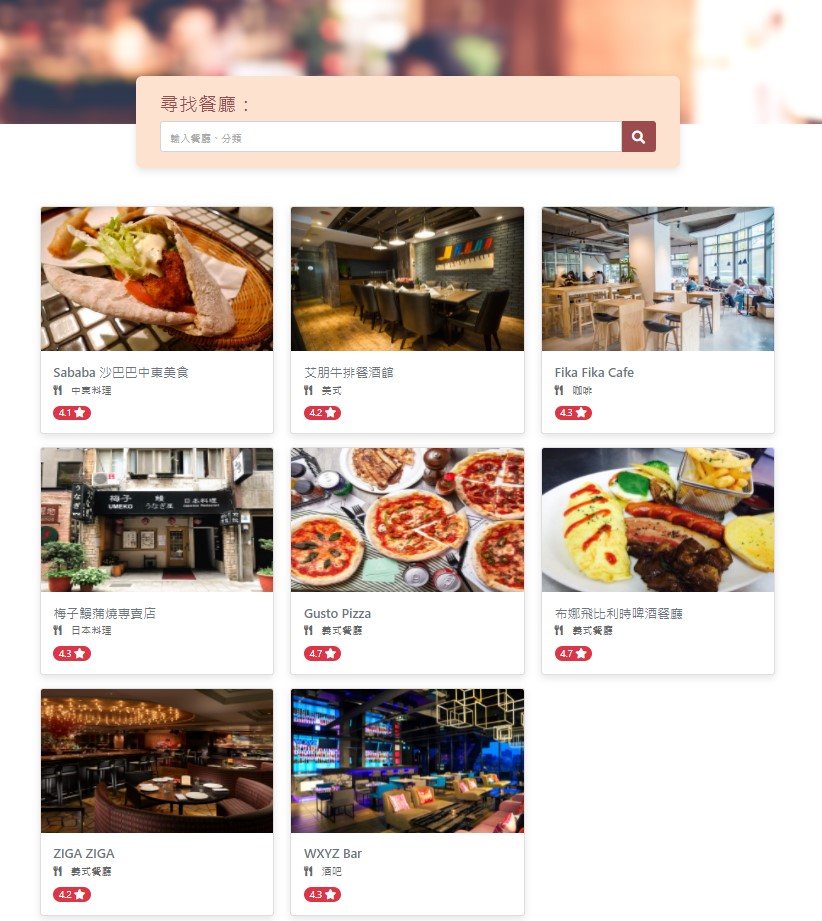 尋找餐廳：
輸入餐廳、分類
Sababa 沙巴巴中東美食
中東料理
4.1
艾朋牛排餐酒館
美式
4.2
Fika Fika Cafe
咖啡
4.3
梅子 鰻 日本料理
UMEKO うなぎ屋 Japanese Restaurant
梅子鰻蒲燒專賣店
日本料理
4.3
Gusto Pizza
義式餐廳
4.7
布娜飛比利時啤酒餐廳
義式餐廳
4.7
ZIGA ZIGA
義式餐廳
4.2
WXYZ Bar
酒吧
4.3